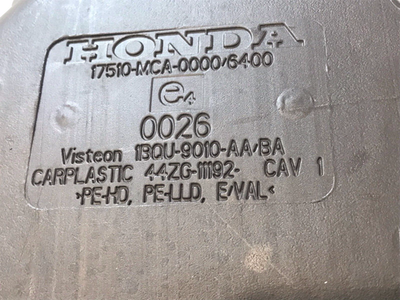 HONDA
17510-MCA-0000/6400
e4
0026
Visteon 1BQU-9010-AA/BA
CARPLASTIC 44ZG-11192- CAV 1
>PE-HD, PE-LLD, E/VAL<